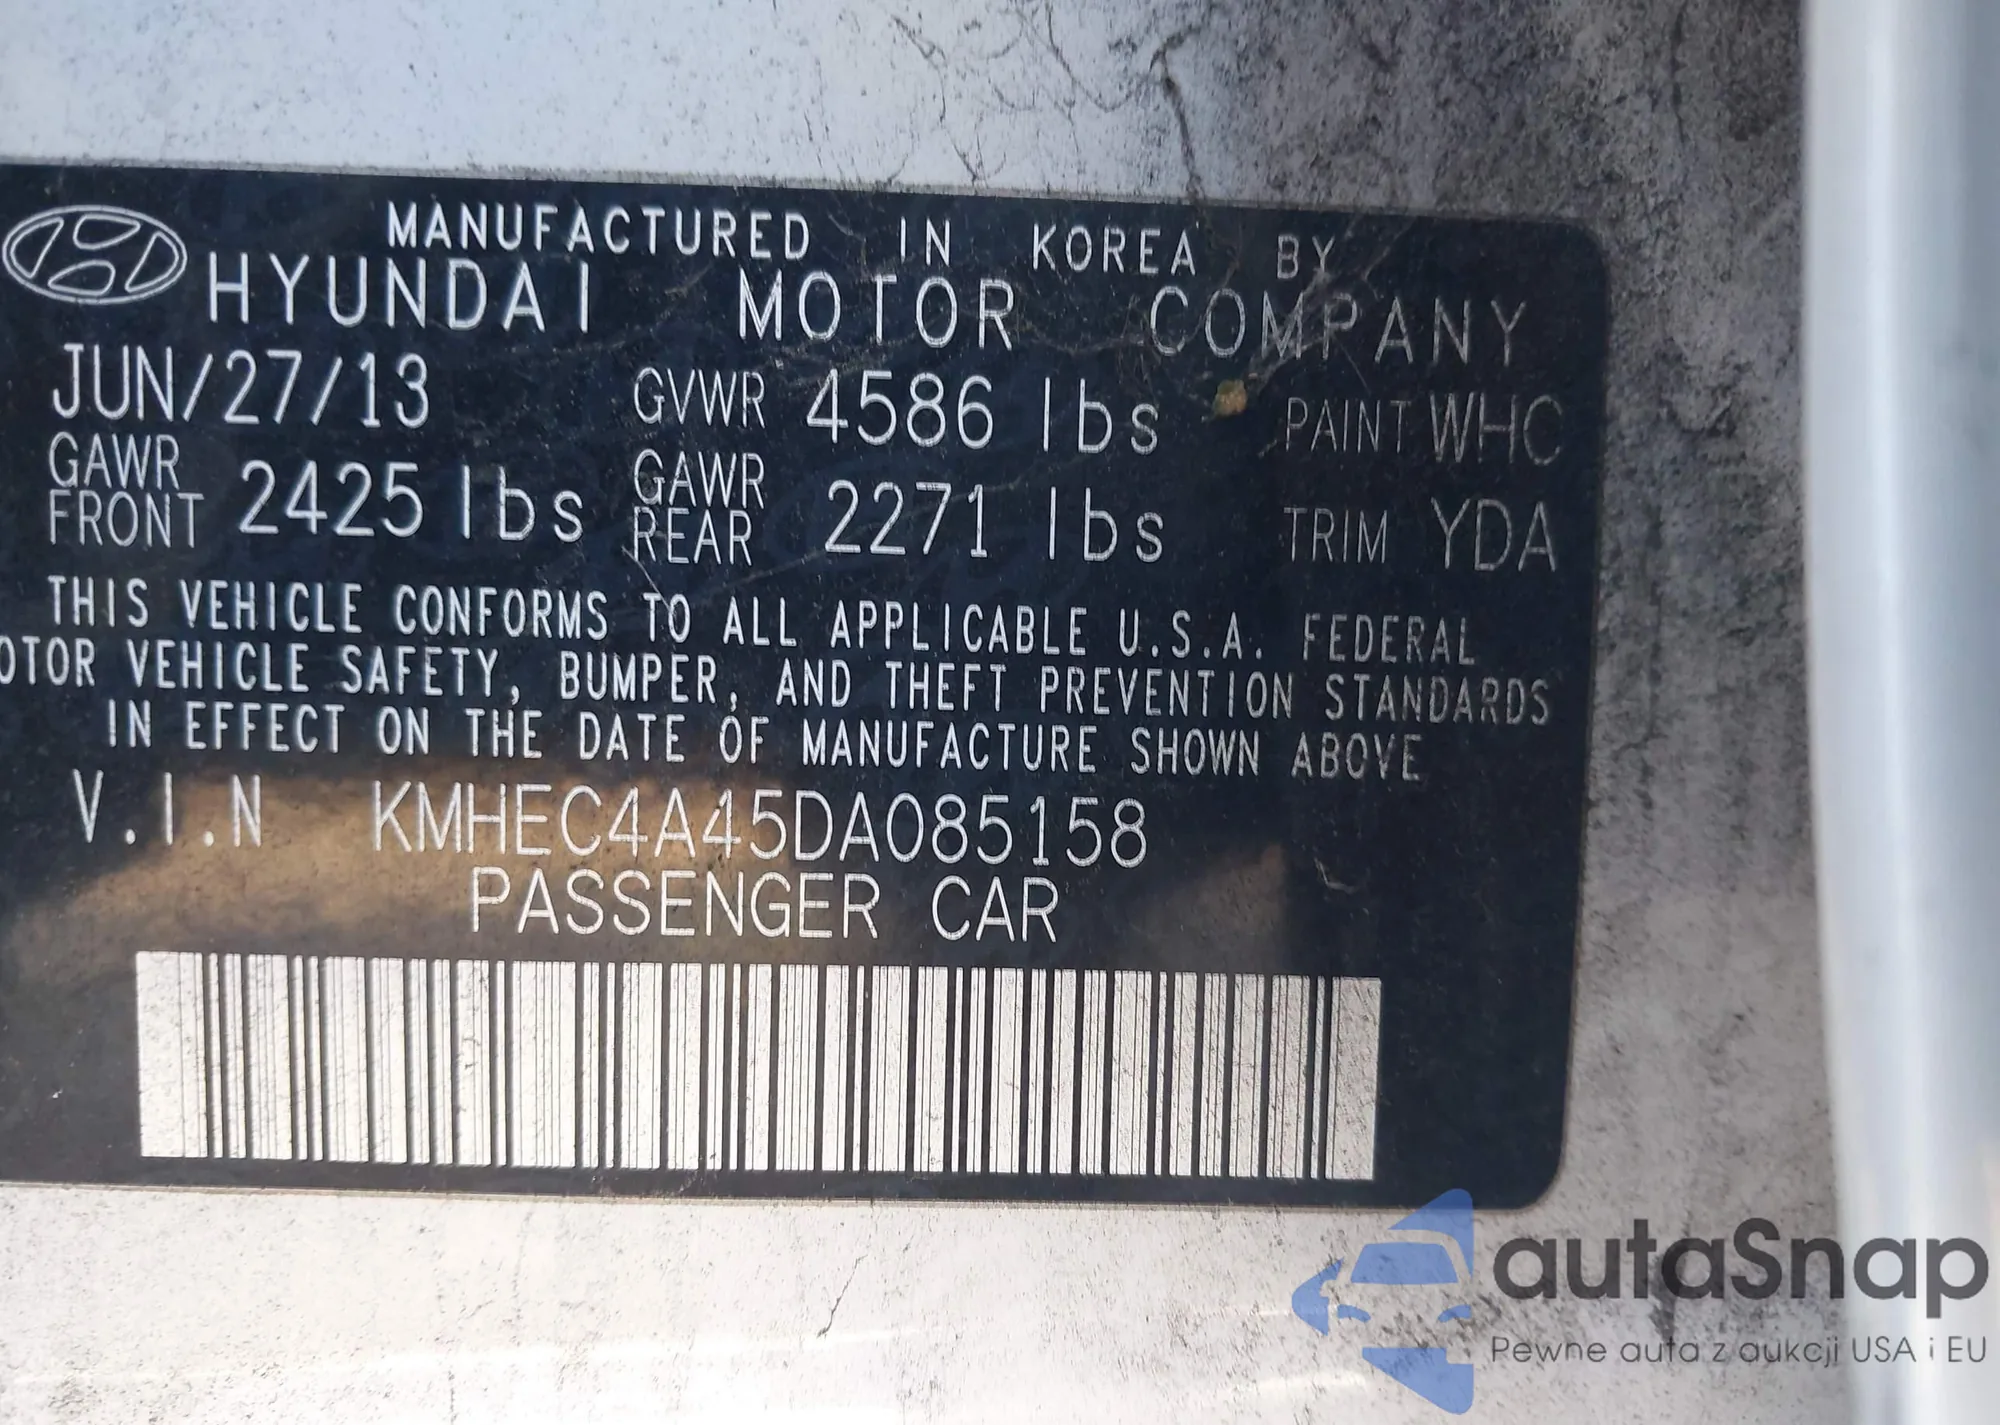 MANUFACTURED IN KOREA BY
HYUNDAI MOTOR COMPANY
JUN/27/13 GVWR 4586 lbs PAINT WHC
GAWR FRONT 2425 lbs GAWR REAR 2271 lbs TRIM YDA
THIS VEHICLE CONFORMS TO ALL APPLICABLE U.S.A. FEDERAL
OTOR VEHICLE SAFETY, BUMPER, AND THEFT PREVENTION STANDARDS
IN EFFECT ON THE DATE OF MANUFACTURE SHOWN ABOVE
V.I.N KMHEC4A45DA085158
PASSENGER CAR
autaSnap
Pewne auta z aukcji USA i EU